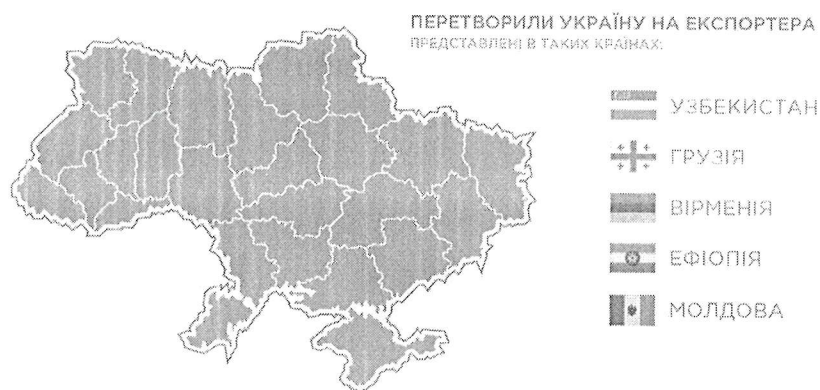 ПЕРЕТВОРИЛИ УКРАЇНУ НА ЕКСПОРТЕРА
ПРЕДСТАВЛЕНІ В ТАКИХ КРАЇНАХ:
УЗБЕКИСТАН
ГРУЗІЯ
ВІРМЕНІЯ
ЕФІОПІЯ
МОЛДОВА